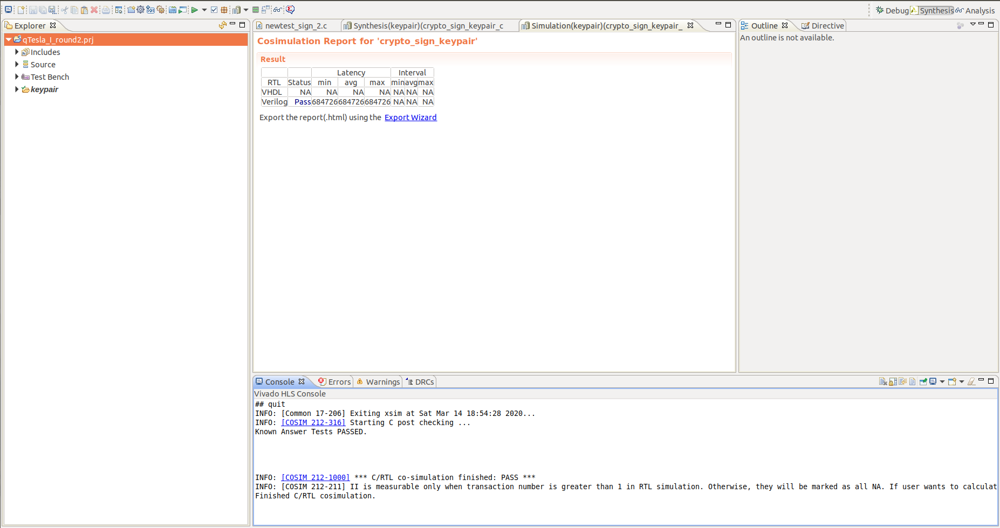 Debug Synthesis Analysis
Explorer
qTesla_I_round2.prj
Includes
Source
Test Bench
keypair
newtest_sign_2.c
Synthesis(keypair)(crypto_sign_keypair_c
Simulation(keypair)(crypto_sign_keypair_
Cosimulation Report for 'crypto_sign_keypair'
Result
Latency Interval
RTL Status min avg max min avg max
VHDL NA NA NA NA NA NA NA
Verilog Pass 684726 684726 684726 NA NA NA
Export the report(.html) using the Export Wizard
Outline Directive
An outline is not available.
Console Errors Warnings DRCs
Vivado HLS Console
## quit
INFO: [Common 17-206] Exiting xsim at Sat Mar 14 18:54:28 2020...
INFO: [COSIM 212-316] Starting C post checking ...
Known Answer Tests PASSED.
INFO: [COSIM 212-1000] *** C/RTL co-simulation finished: PASS ***
INFO: [COSIM 212-211] II is measurable only when transaction number is greater than 1 in RTL simulation. Otherwise, they will be marked as all NA. If user wants to calculat
Finished C/RTL cosimulation.